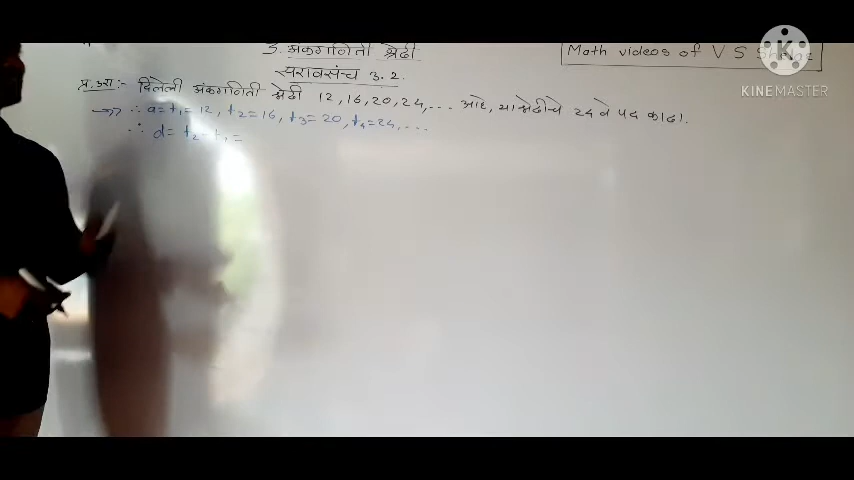 3. अंकगणिती श्रेढी
Math videos of V S
सरावसंच 3.2.
KINEMASTER
दिलेली अंकगणिती श्रेढी 12, 16, 20, 24, ... आहे, या श्रेढीचे 24 वे पद काढा.
∴ a = t₁ = 12, t₂ = 16, t₃ = 20, t₄ = 24, ...
∴ d = t₂ - t₁ =